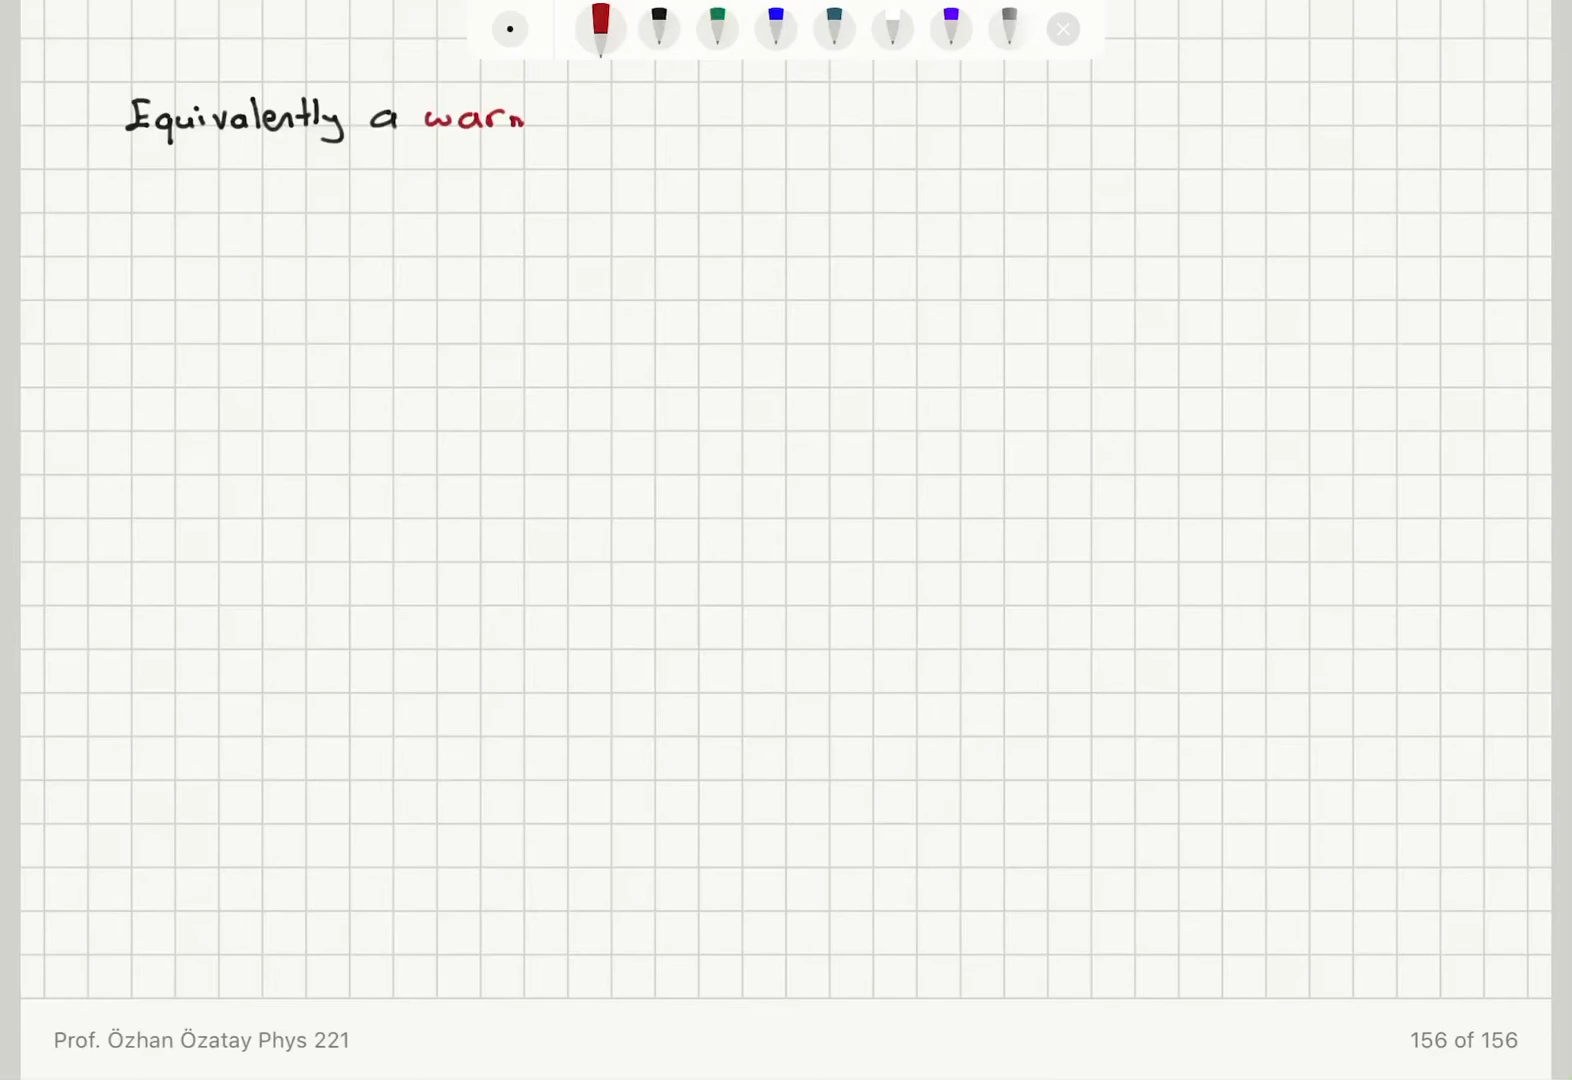 Equivalently a warn
Prof. Özhan Özatay Phys 221
156 of 156